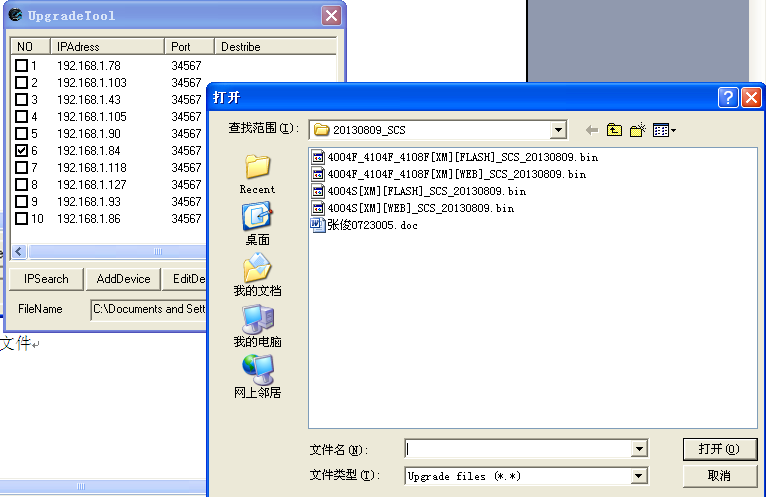 UpgradeTool
NO IPAdress Port Destribe
1 192.168.1.78 34567
2 192.168.1.103 34567
3 192.168.1.43 34567
4 192.168.1.105 34567
5 192.168.1.90 34567
6 192.168.1.84 34567
7 192.168.1.118 34567
8 192.168.1.127 34567
9 192.168.1.93 34567
10 192.168.1.86 34567
IPSearch AddDevice EditDe
FileName C:\Documents and Sett
文件
打开
查找范围(I): 20130809_SCS
Recent
桌面
我的文档
我的电脑
网上邻居
4004F_4104F_4108F[XM][FLASH]_SCS_20130809.bin
4004F_4104F_4108F[XM][WEB]_SCS_20130809.bin
4004S[XM][FLASH]_SCS_20130809.bin
4004S[XM][WEB]_SCS_20130809.bin
张俊0723005.doc
文件名(N): 打开(O)
文件类型(T): Upgrade files (*.*) 取消